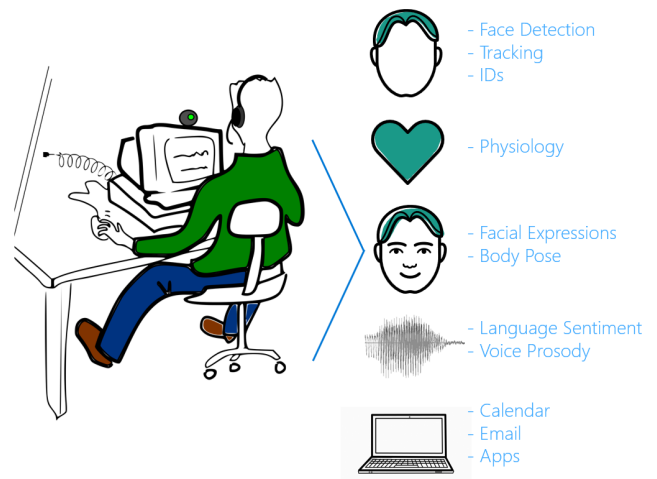 - Face Detection
- Tracking
- IDs
- Physiology
- Facial Expressions
- Body Pose
- Language Sentiment
- Voice Prosody
- Calendar
- Email
- Apps